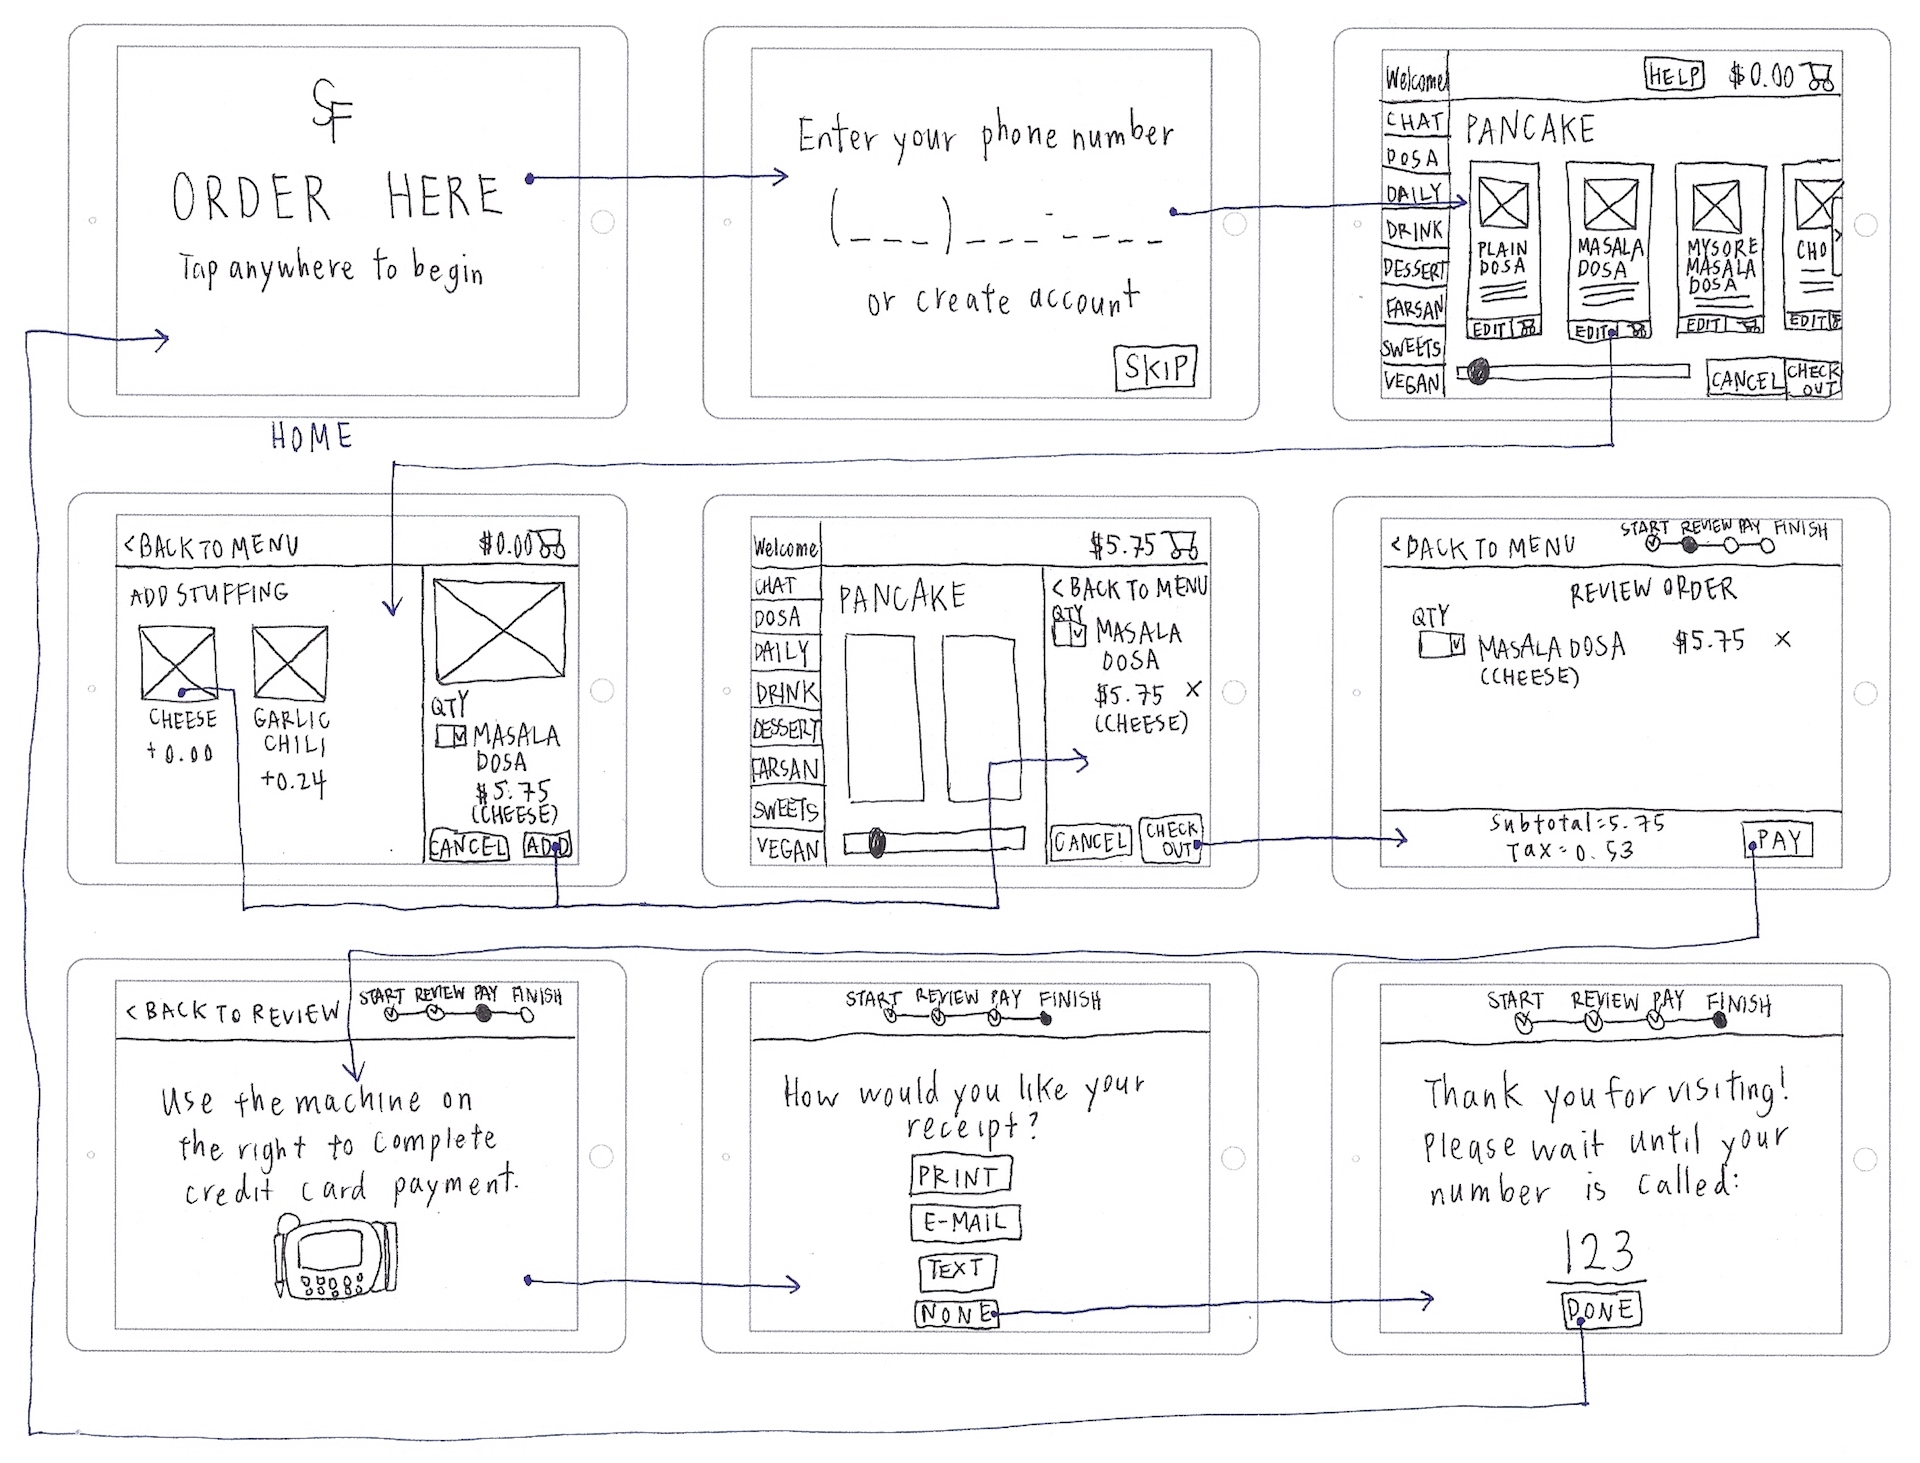 SF
ORDER HERE
Tap anywhere to begin
HOME
Enter your phone number
(_ _ _) _ _ _ - _ _ _ _
or create account
SKIP
Welcome
HELP
$0.00
CHAT
DOSA
DAILY
DRINK
DESSERT
FARSAN
SWEETS
VEGAN
PANCAKE
PLAIN
DOSA
EDIT
MASALA
DOSA
EDIT
MYSORE
MASALA
DOSA
EDIT
CHO
EDIT
>
CANCEL
CHECK
OUT
<BACK TO MENU
$0.00
ADD STUFFING
CHEESE
+0.00
GARLIC
CHILI
+0.24
QTY
MASALA
DOSA
$5.75
(CHEESE)
CANCEL
ADD
Welcome
$5.75
CHAT
DOSA
DAILY
DRINK
DESSERT
FARSAN
SWEETS
VEGAN
PANCAKE
<BACK TO MENU
QTY
MASALA
DOSA
$5.75 X
(CHEESE)
CANCEL
CHECK
OUT
<BACK TO MENU
START REVIEW PAY FINISH
REVIEW ORDER
QTY
MASALA DOSA $5.75 X
(CHEESE)
Subtotal=5.75
Tax=0.53
PAY
<BACK TO REVIEW
START REVIEW PAY FINISH
Use the machine on
the right to complete
credit card payment.
START REVIEW PAY FINISH
How would you like your
receipt?
PRINT
E-MAIL
TEXT
NONE
START REVIEW PAY FINISH
Thank you for visiting!
Please wait until your
number is called:
123
DONE